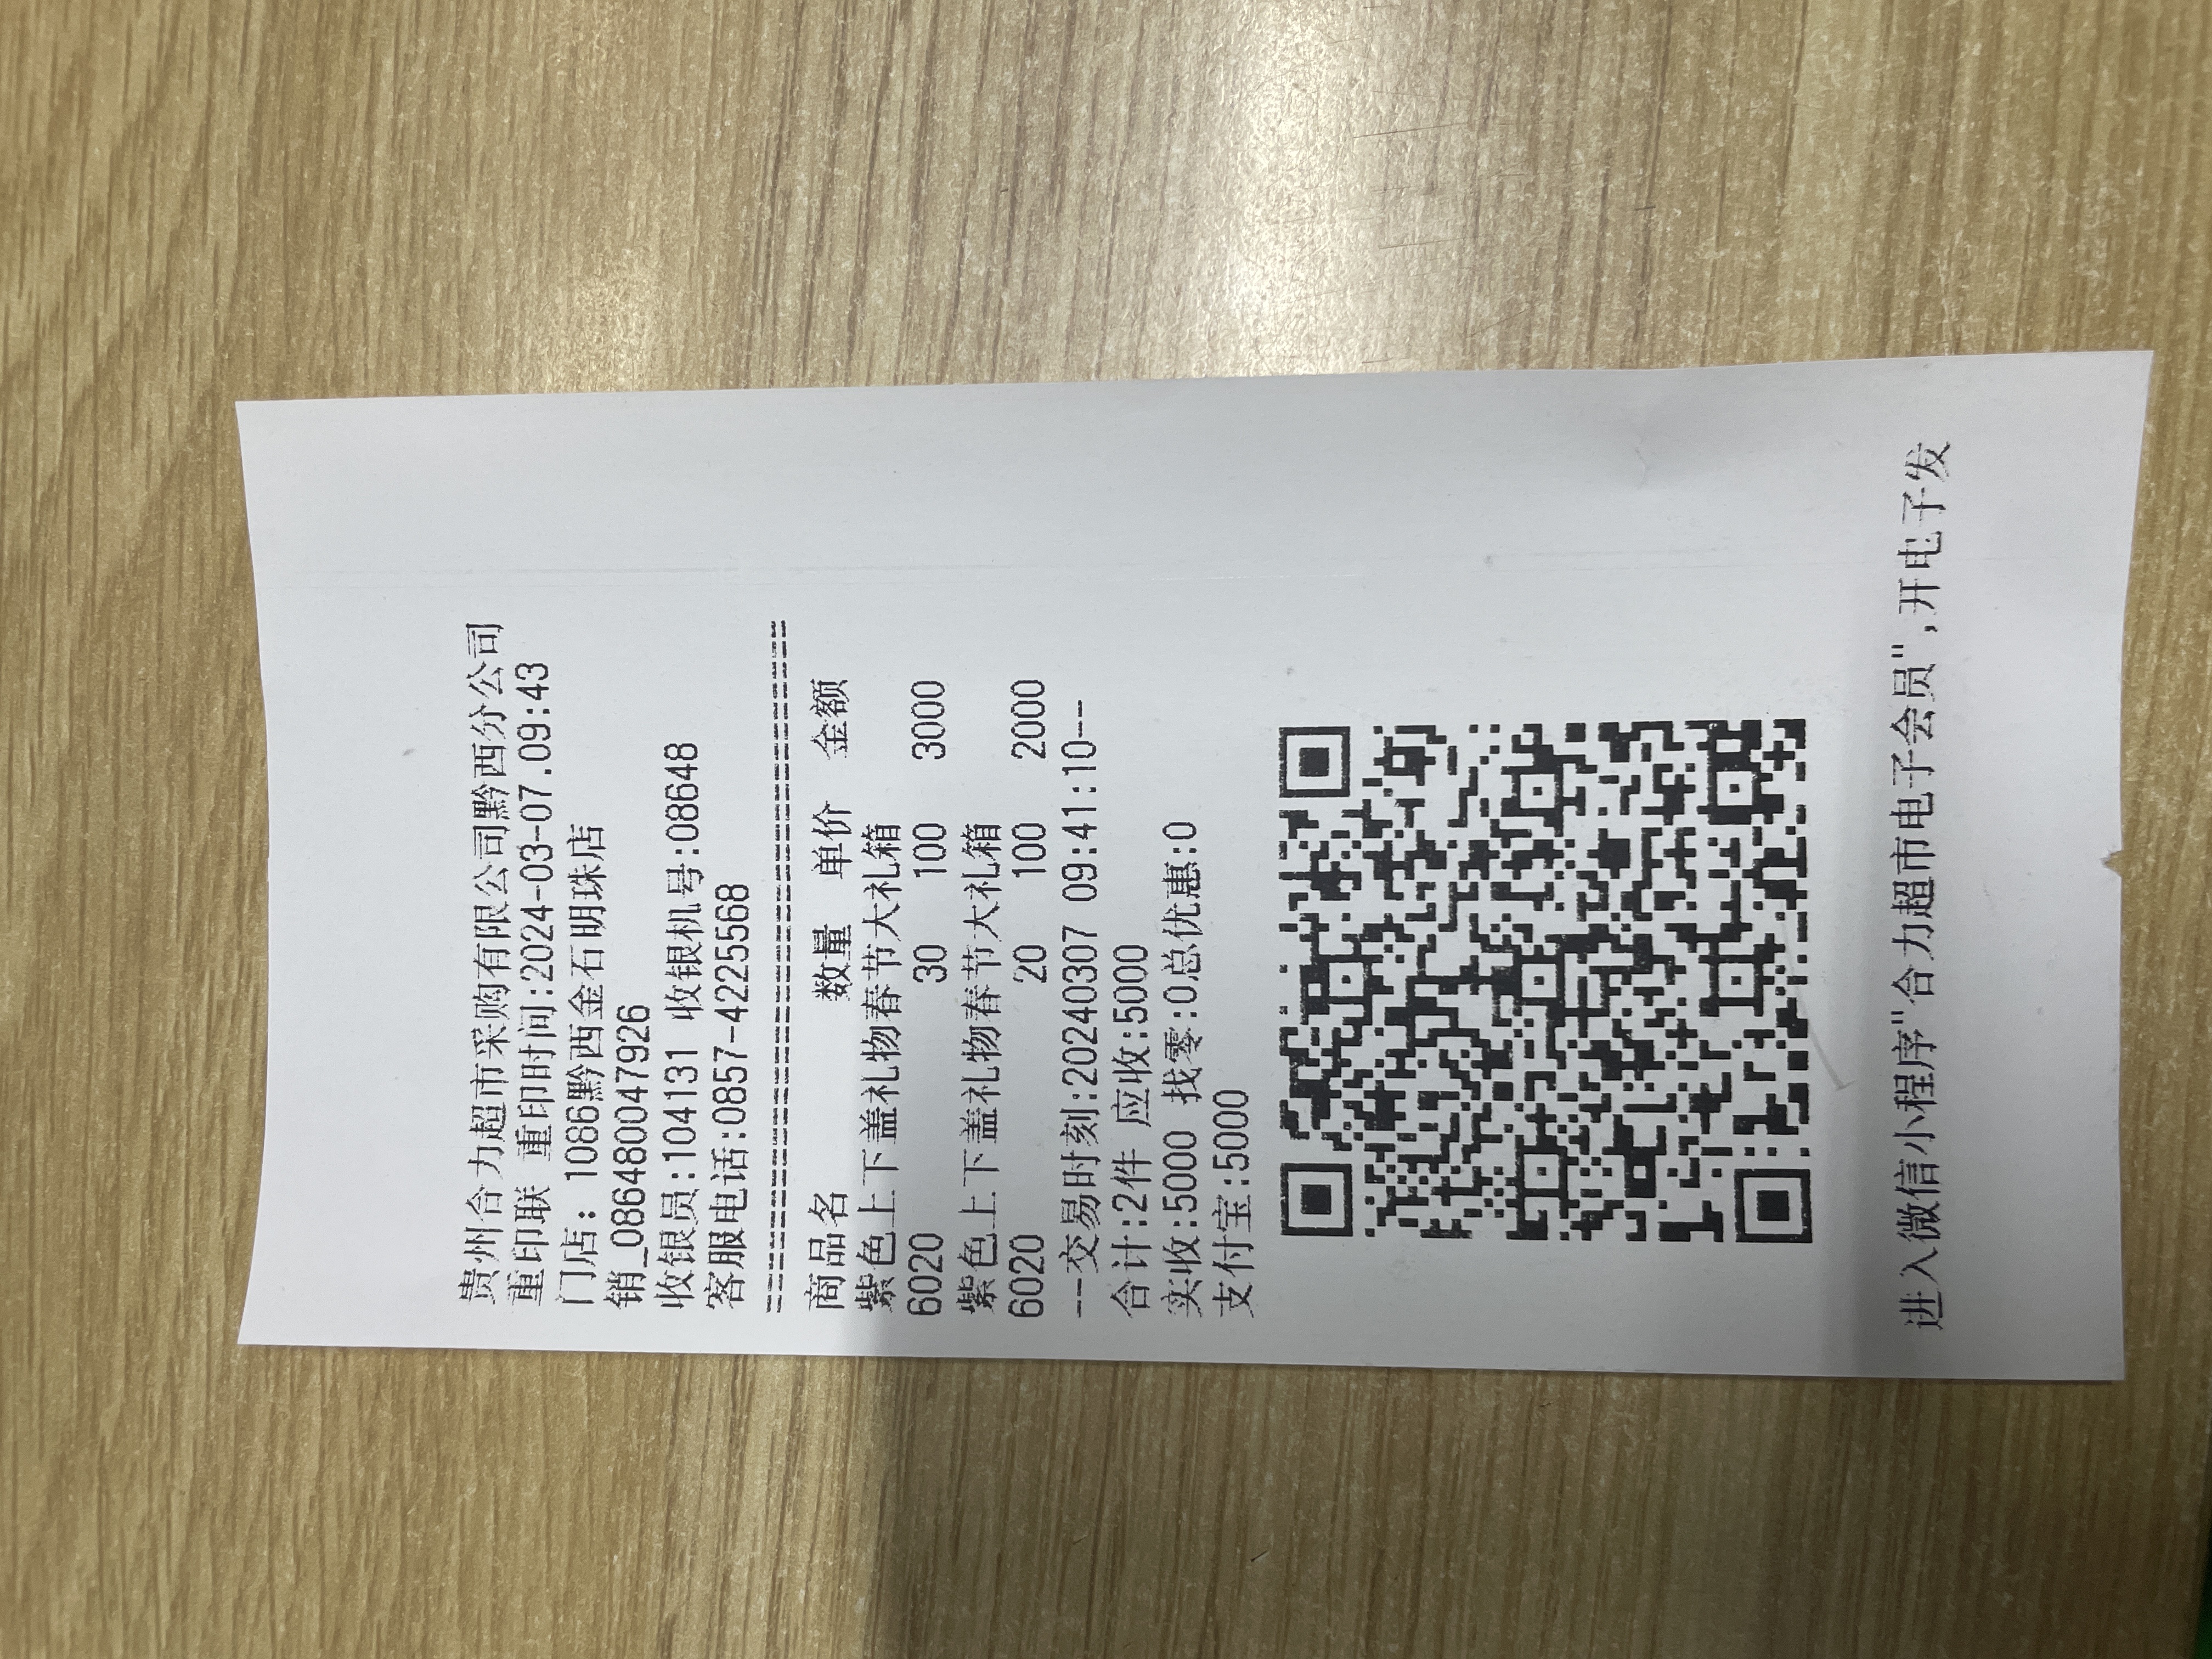 贵州合力超市采购有限公司黔西分公司
重印联 重印时间:2024-03-07.09:43
门店: 1086黔西金石明珠店
销_086480047926
收银员:104131 收银机号:08648
客服电话:0857-4225568
商品名 数量 单价 金额
紫色上下盖礼物春节大礼箱
6020 30 100 3000
紫色上下盖礼物春节大礼箱
6020 20 100 2000
--交易时刻:20240307 09:41:10--
合计:2件 应收:5000
实收:5000 找零:0总优惠:0
支付宝:5000
进入微信小程序"合力超市电子会员",开电子发